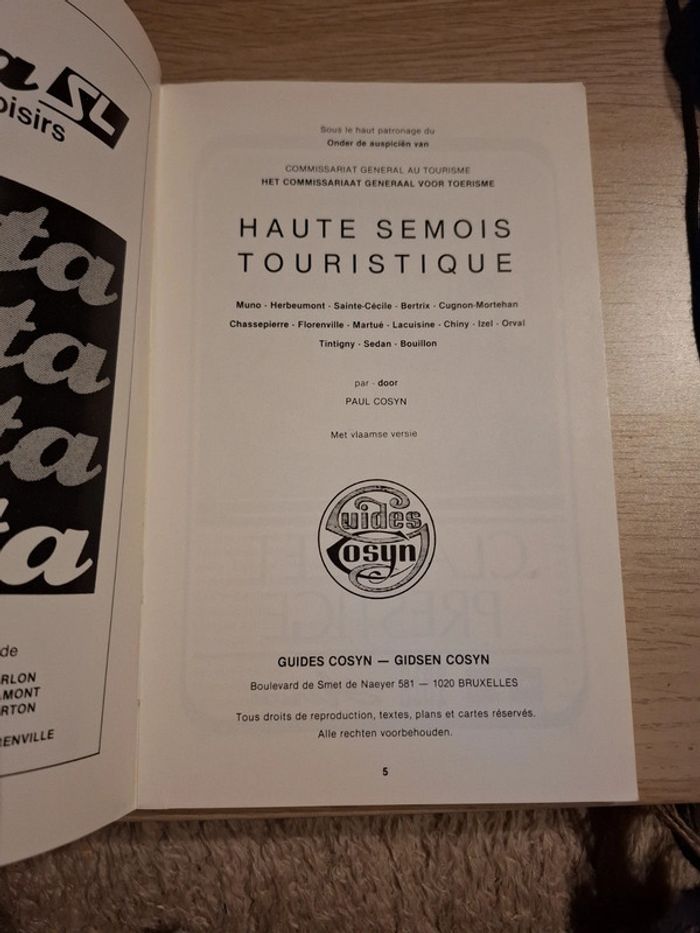 a SL
oisirs
ta
ta
ta
ta
de
RLON
MONT
RTON
RENVILLE
Sous le haut patronage du
Onder de auspiciën van
COMMISSARIAT GENERAL AU TOURISME
HET COMMISSARIAAT GENERAAL VOOR TOERISME
HAUTE SEMOIS
TOURISTIQUE
Muno - Herbeumont - Sainte-Cécile - Bertrix - Cugnon-Mortehan
Chassepierre - Florenville - Martué - Lacuisine - Chiny - Izel - Orval
Tintigny - Sedan - Bouillon
par - door
PAUL COSYN
Met vlaamse versie
Guides
Cosyn
GUIDES COSYN — GIDSEN COSYN
Boulevard de Smet de Naeyer 581 — 1020 BRUXELLES
Tous droits de reproduction, textes, plans et cartes réservés.
Alle rechten voorbehouden.
5